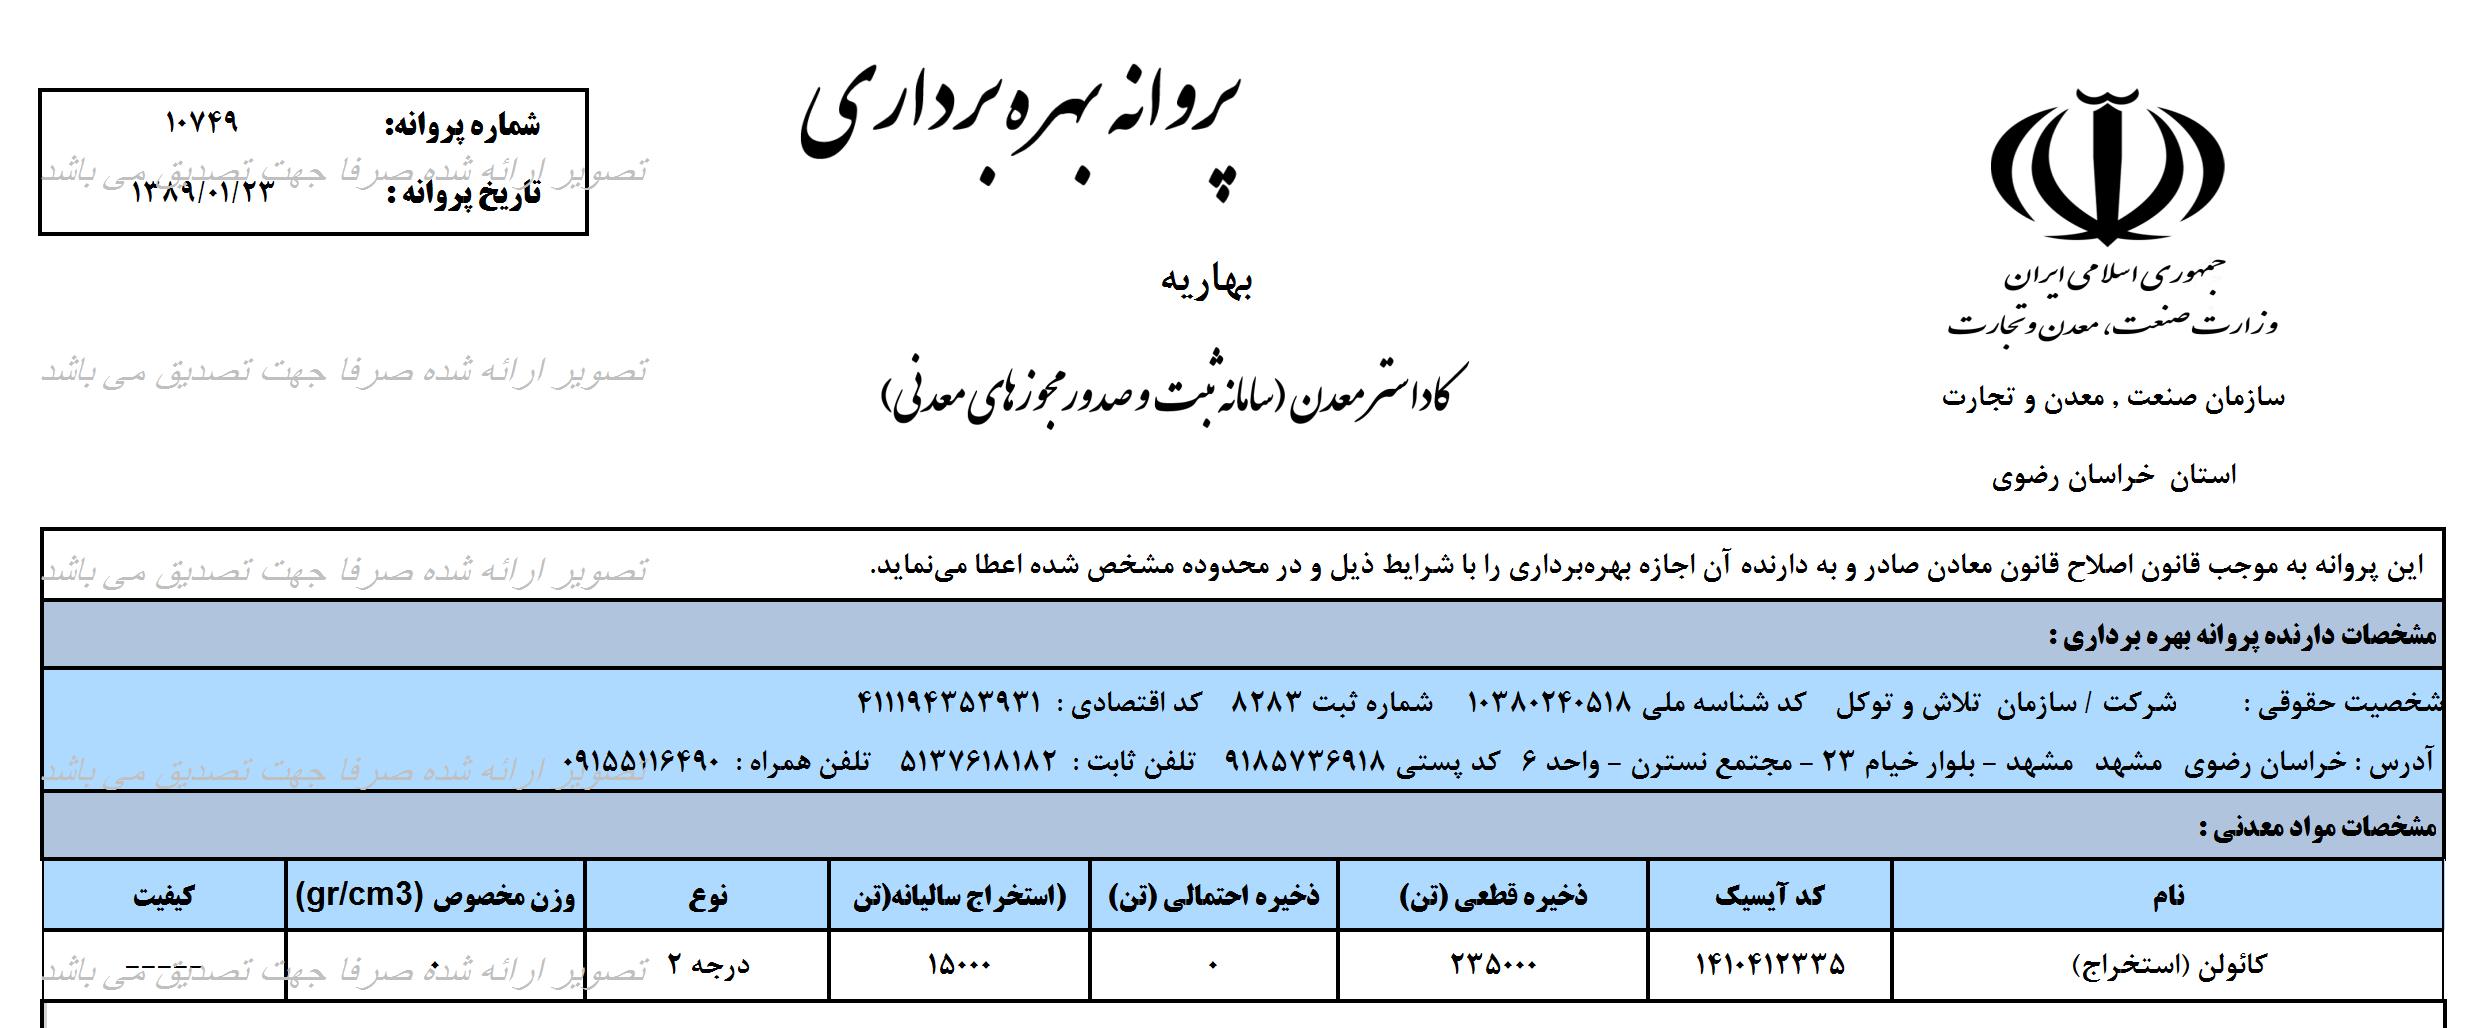 جمهوری اسلامی ایران
وزارت صنعت، معدن و تجارت
سازمان صنعت , معدن و تجارت
استان خراسان رضوی
پروانه بهره برداری
بهاریه
کاداستر معدن (سامانه ثبت و صدور مجوزهای معدنی)
شماره پروانه: ۱۰۷۴۹
تصویر ارائه شده صرفا جهت تصدیق می باشد
تاریخ پروانه : ۱۳۸۹/۰۱/۲۳
تصویر ارائه شده صرفا جهت تصدیق می باشد
این پروانه به موجب قانون اصلاح قانون معادن صادر و به دارنده آن اجازه بهره‌برداری را با شرایط ذیل و در محدوده مشخص شده اعطا می‌نماید.
تصویر ارائه شده صرفا جهت تصدیق می باشد
مشخصات دارنده پروانه بهره برداری :
شخصیت حقوقی : شرکت / سازمان تلاش و توکل کد شناسه ملی ۱۰۳۸۰۲۴۰۵۱۸ شماره ثبت ۸۲۸۳ کد اقتصادی : ۴۱۱۱۹۴۳۵۳۹۳۱
آدرس : خراسان رضوی مشهد مشهد – بلوار خیام ۲۳ – مجتمع نسترن – واحد ۶ کد پستی ۹۱۸۵۷۳۶۹۱۸ تلفن ثابت : ۵۱۳۷۶۱۸۱۸۲ تلفن همراه : ۰۹۱۵۵۱۱۶۴۹۰
تصویر ارائه شده صرفا جهت تصدیق می باشد
مشخصات مواد معدنی :
نام کد آیسیک ذخیره قطعی (تن) ذخیره احتمالی (تن) (استخراج سالیانه(تن نوع وزن مخصوص (gr/cm3) کیفیت
کائولن (استخراج) ۱۴۱۰۴۱۲۳۳۵ ۲۳۵۰۰۰ ۰ ۱۵۰۰۰ درجه ۲ ۰ -----
تصویر ارائه شده صرفا جهت تصدیق می باشد